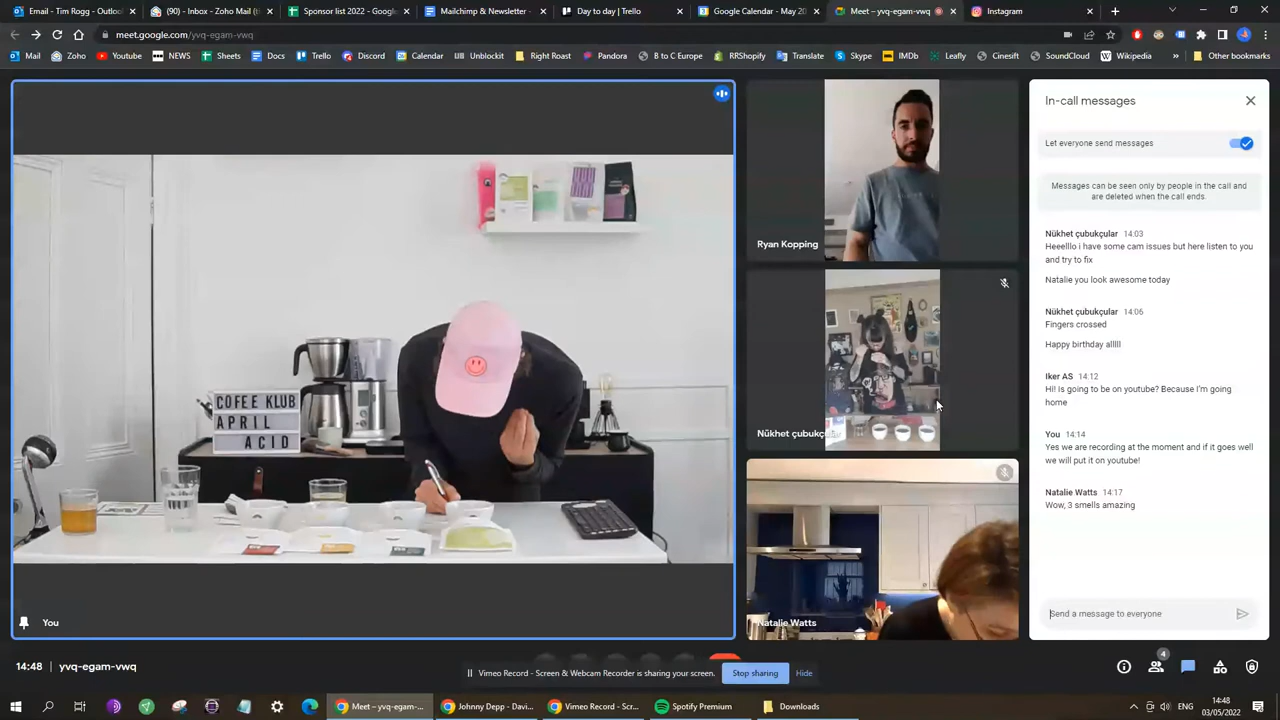 Email - Tim Rogg - Outlook
(90) - Inbox - Zoho Mail (t
Sponsor list 2022 - Google
Mailchimp & Newsletter -
Day to day | Trello
Google Calendar - May 20
Meet – yvq-egam-vwq
Instagram
meet.google.com/yvq-egam-vwq
Mail
Zoho
NEWS
Youtube
Sheets
Docs
Trello
Discord
Calendar
Unblockit
Right Roast
Pandora
B to C Europe
RRShopify
Translate
Skype
IMDb
Leafly
Cinesift
SoundCloud
Wikipedia
»
Other bookmarks
COFEE KLUB
APRIL
ACID
You
Ryan Kopping
Nükhet çubukçu
Natalie Watts
In-call messages
Let everyone send messages
Messages can be seen only by people in the call and
are deleted when the call ends.
Nükhet çubukçular 14:03
Heeelllo i have some cam issues but here listen to you
and try to fix
Natalie you look awesome today
Nükhet çubukçular 14:06
Fingers crossed
Happy birthday alllll
Iker AS 14:12
Hi! Is going to be on youtube? Because I'm going
home
You 14:14
Yes we are recording at the moment and if it goes well
we will put it on youtube!
Natalie Watts 14:17
Wow, 3 smells amazing
Send a message to everyone
14:48 | yvq-egam-vwq
4
Vimeo Record - Screen & Webcam Recorder is sharing your screen.
Stop sharing
Hide
Meet – yvq-egam-...
Johnny Depp - Davi...
Vimeo Record - Scr...
Spotify Premium
Downloads
14:48
03/05/2022